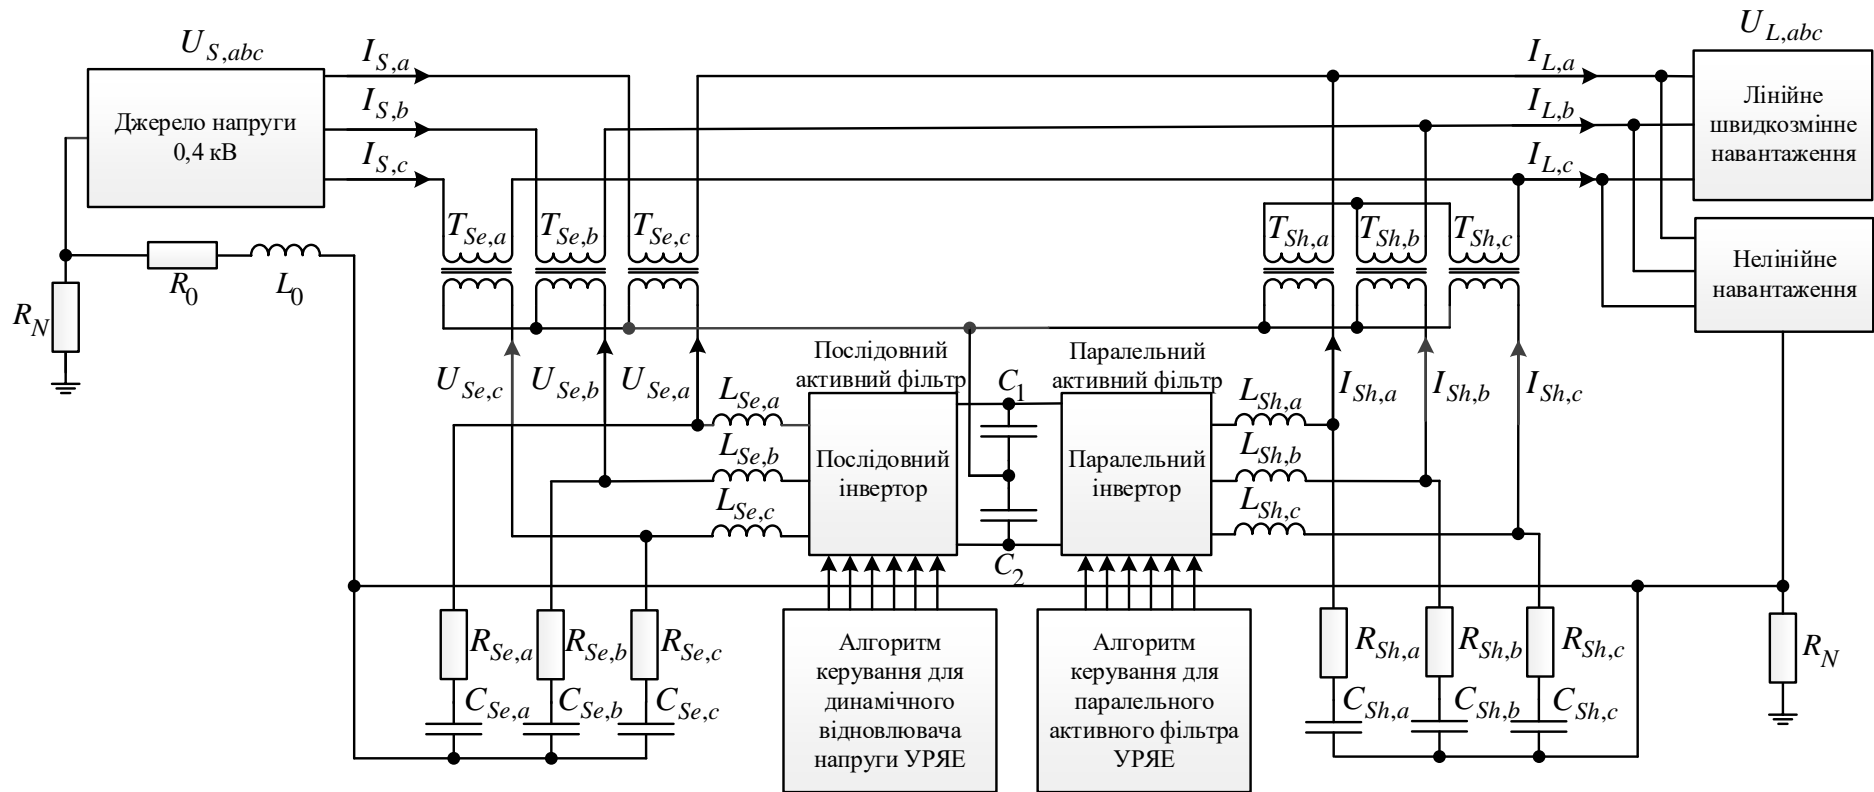 U_{S,abc}
I_{S,a}
I_{S,b}
I_{S,c}
Джерело напруги
0,4 кВ
I_{L,a}
I_{L,b}
I_{L,c}
U_{L,abc}
Лінійне
швидкозмінне
навантаження
Нелінійне
навантаження
R_N
R_0
L_0
T_{Se,a}
T_{Se,b}
T_{Se,c}
T_{Sh,a}
T_{Sh,b}
T_{Sh,c}
U_{Se,c}
U_{Se,b}
U_{Se,a}
Послідовний
активний фільтр
Паралельний
активний фільтр
I_{Sh,a}
I_{Sh,b}
I_{Sh,c}
L_{Se,a}
L_{Se,b}
L_{Se,c}
Послідовний
інвертор
C_1
C_2
Паралельний
інвертор
L_{Sh,a}
L_{Sh,b}
L_{Sh,c}
R_{Se,a}
R_{Se,b}
R_{Se,c}
C_{Se,a}
C_{Se,b}
C_{Se,c}
Алгоритм
керування для
динамічного
відновлювача
напруги УРЯЕ
Алгоритм
керування для
паралельного
активного фільтра
УРЯЕ
R_{Sh,a}
R_{Sh,b}
R_{Sh,c}
C_{Sh,a}
C_{Sh,b}
C_{Sh,c}
R_N